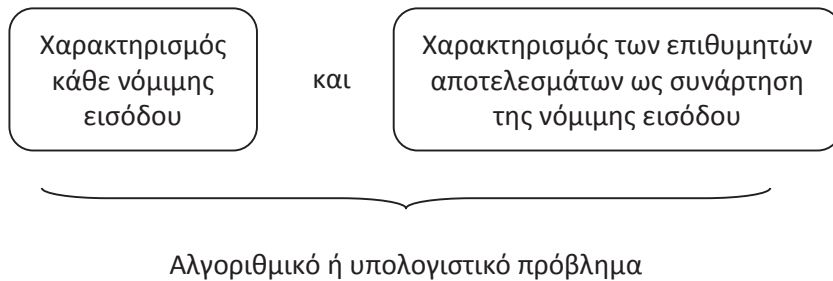 Χαρακτηρισμός
κάθε νόμιμης
εισόδου
και
Χαρακτηρισμός των επιθυμητών
αποτελεσμάτων ως συνάρτηση
της νόμιμης εισόδου
Αλγοριθμικό ή υπολογιστικό πρόβλημα